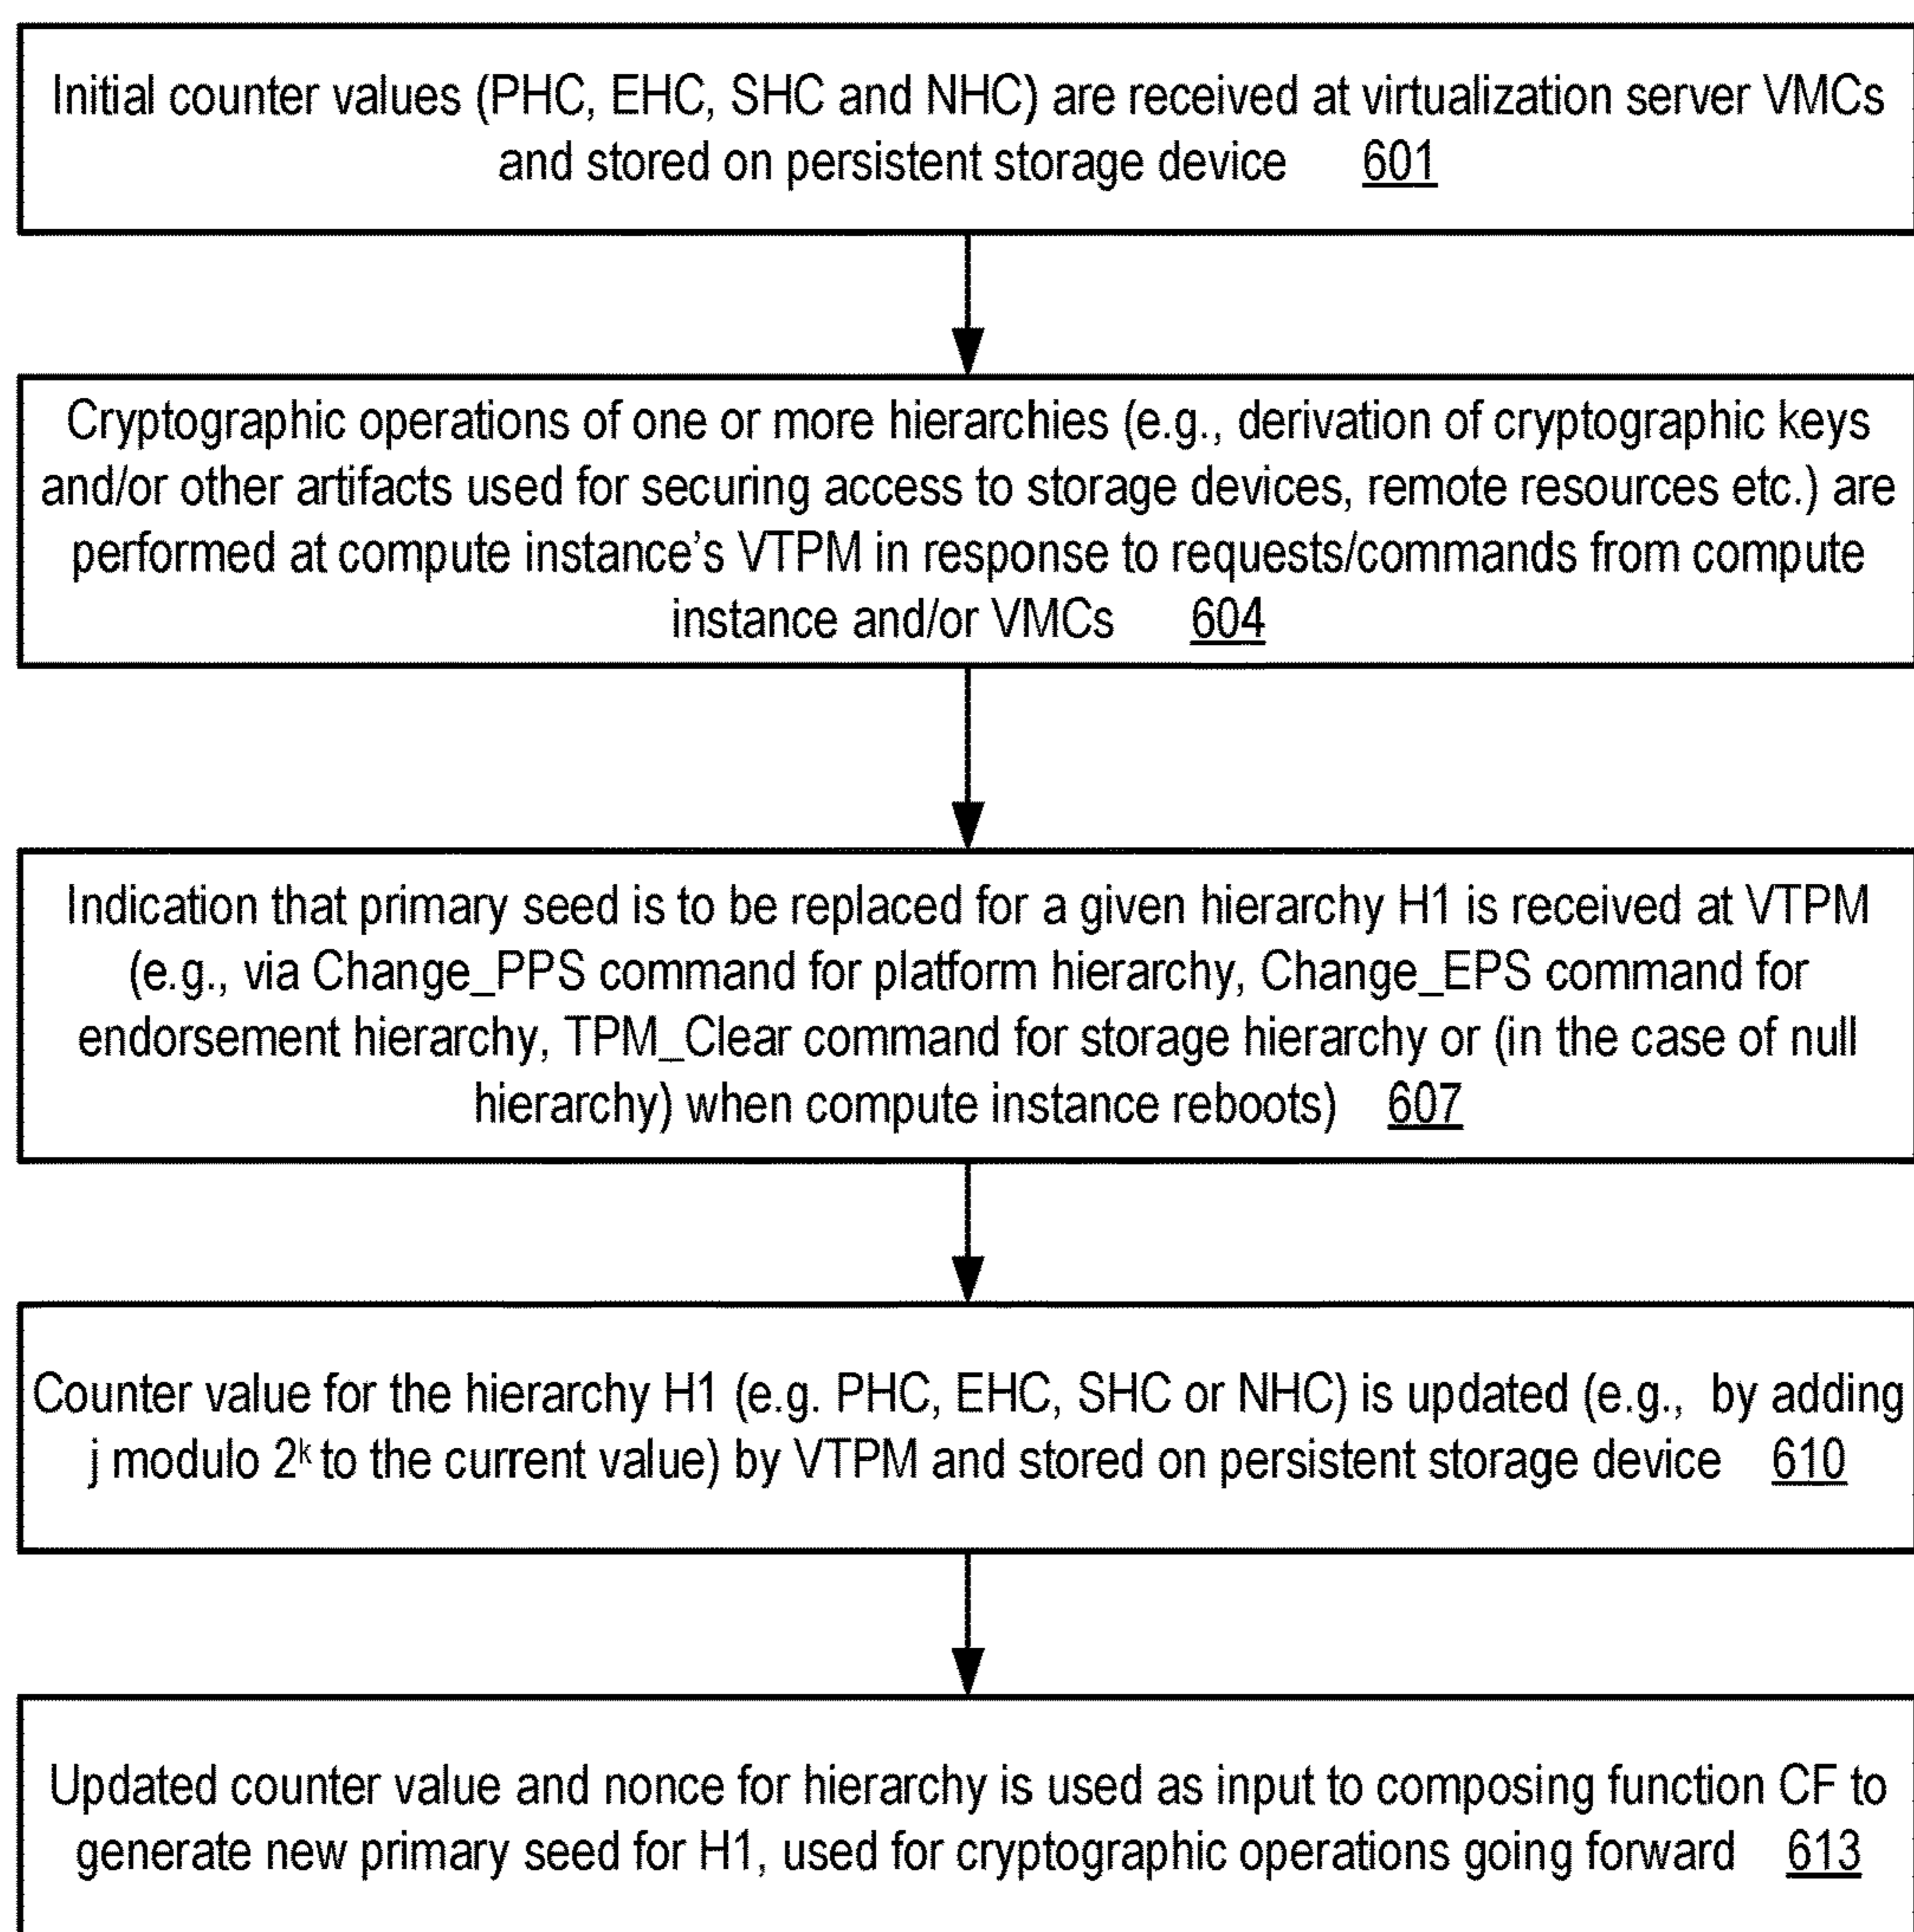 Initial counter values (PHC, EHC, SHC and NHC) are received at virtualization server VMCs
and stored on persistent storage device 601
Cryptographic operations of one or more hierarchies (e.g., derivation of cryptographic keys
and/or other artifacts used for securing access to storage devices, remote resources etc.) are
performed at compute instance's VTPM in response to requests/commands from compute
instance and/or VMCs 604
Indication that primary seed is to be replaced for a given hierarchy H1 is received at VTPM
(e.g., via Change_PPS command for platform hierarchy, Change_EPS command for
endorsement hierarchy, TPM_Clear command for storage hierarchy or (in the case of null
hierarchy) when compute instance reboots) 607
Counter value for the hierarchy H1 (e.g. PHC, EHC, SHC or NHC) is updated (e.g., by adding
j modulo 2ᵏ to the current value) by VTPM and stored on persistent storage device 610
Updated counter value and nonce for hierarchy is used as input to composing function CF to
generate new primary seed for H1, used for cryptographic operations going forward 613